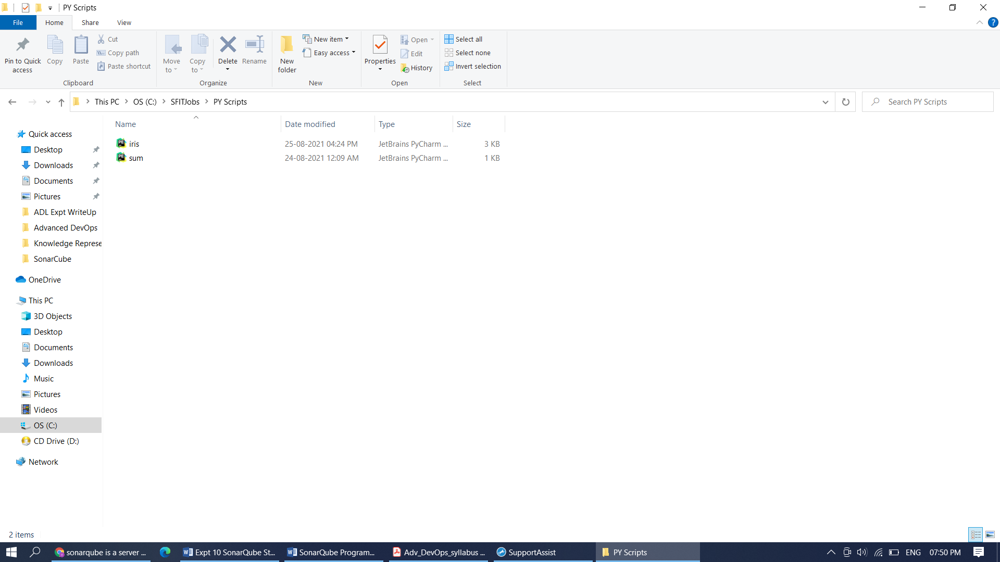 PY Scripts
File Home Share View
Pin to Quick access
Copy
Paste
Cut
Copy path
Paste shortcut
Clipboard
Move to
Copy to
Delete
Rename
Organize
New folder
New item
Easy access
New
Properties
Open
Edit
History
Open
Select all
Select none
Invert selection
Select
This PC > OS (C:) > SFITJobs > PY Scripts
Search PY Scripts
Name Date modified Type Size
iris 25-08-2021 04:24 PM JetBrains PyCharm ... 3 KB
sum 24-08-2021 12:09 AM JetBrains PyCharm ... 1 KB
Quick access
Desktop
Downloads
Documents
Pictures
ADL Expt WriteUp
Advanced DevOps
Knowledge Represe
SonarCube
OneDrive
This PC
3D Objects
Desktop
Documents
Downloads
Music
Pictures
Videos
OS (C:)
CD Drive (D:)
Network
2 items
sonarqube is a server ... Expt 10 SonarQube St... SonarQube Program... Adv_DevOps_syllabus ... SupportAssist PY Scripts ENG 07:50 PM